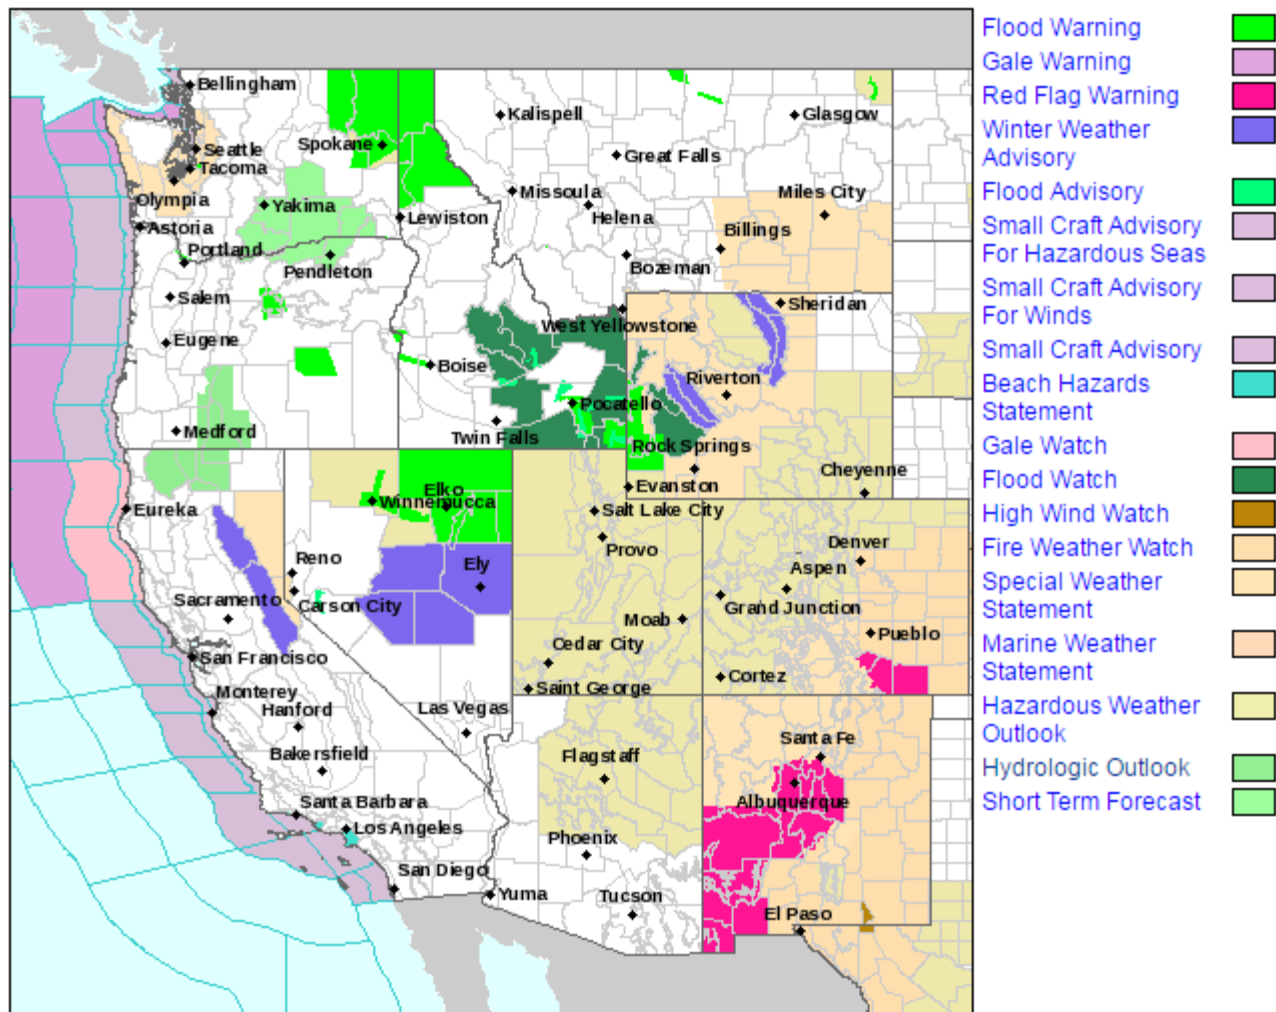 Bellingham
Kalispell
Glasgow
Spokane
Seattle
Great Falls
Tacoma
Missoula
Miles City
Olympia
Yakima
Helena
Lewiston
Astoria
Billings
Portland
Pendleton
Bozeman
Salem
Sheridan
West Yellowstone
Eugene
Boise
Riverton
Pocatello
Medford
Twin Falls
Rock Springs
Cheyenne
Elko
Evanston
Winnemucca
Eureka
Salt Lake City
Provo
Denver
Reno
Ely
Aspen
Sacramento
Carson City
Grand Junction
Moab
Pueblo
Cedar City
San Francisco
Cortez
Saint George
Monterey
Las Vegas
Hanford
Santa Fe
Bakersfield
Flagstaff
Santa Barbara
Albuquerque
Los Angeles
Phoenix
San Diego
Yuma
Tucson
El Paso
Flood Warning
Gale Warning
Red Flag Warning
Winter Weather
Advisory
Flood Advisory
Small Craft Advisory
For Hazardous Seas
Small Craft Advisory
For Winds
Small Craft Advisory
Beach Hazards
Statement
Gale Watch
Flood Watch
High Wind Watch
Fire Weather Watch
Special Weather
Statement
Marine Weather
Statement
Hazardous Weather
Outlook
Hydrologic Outlook
Short Term Forecast